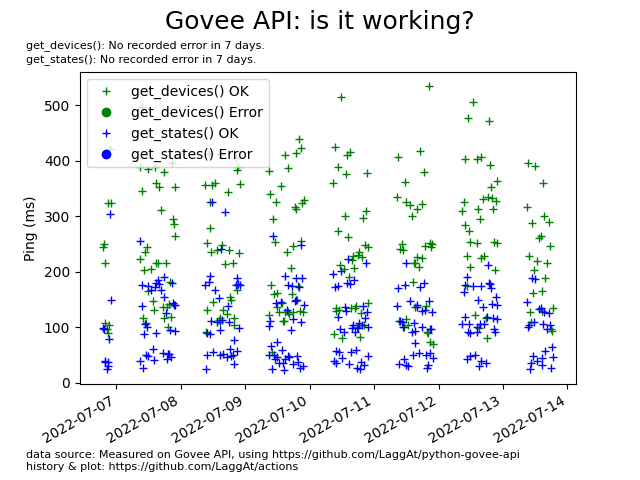 Govee API: is it working?
get_devices(): No recorded error in 7 days.
get_states(): No recorded error in 7 days.
get_devices() OK
get_devices() Error
get_states() OK
get_states() Error
Ping (ms)
500
400
300
200
100
0
2022-07-07
2022-07-08
2022-07-09
2022-07-10
2022-07-11
2022-07-12
2022-07-13
2022-07-14
data source: Measured on Govee API, using https://github.com/LaggAt/python-govee-api
history & plot: https://github.com/LaggAt/actions